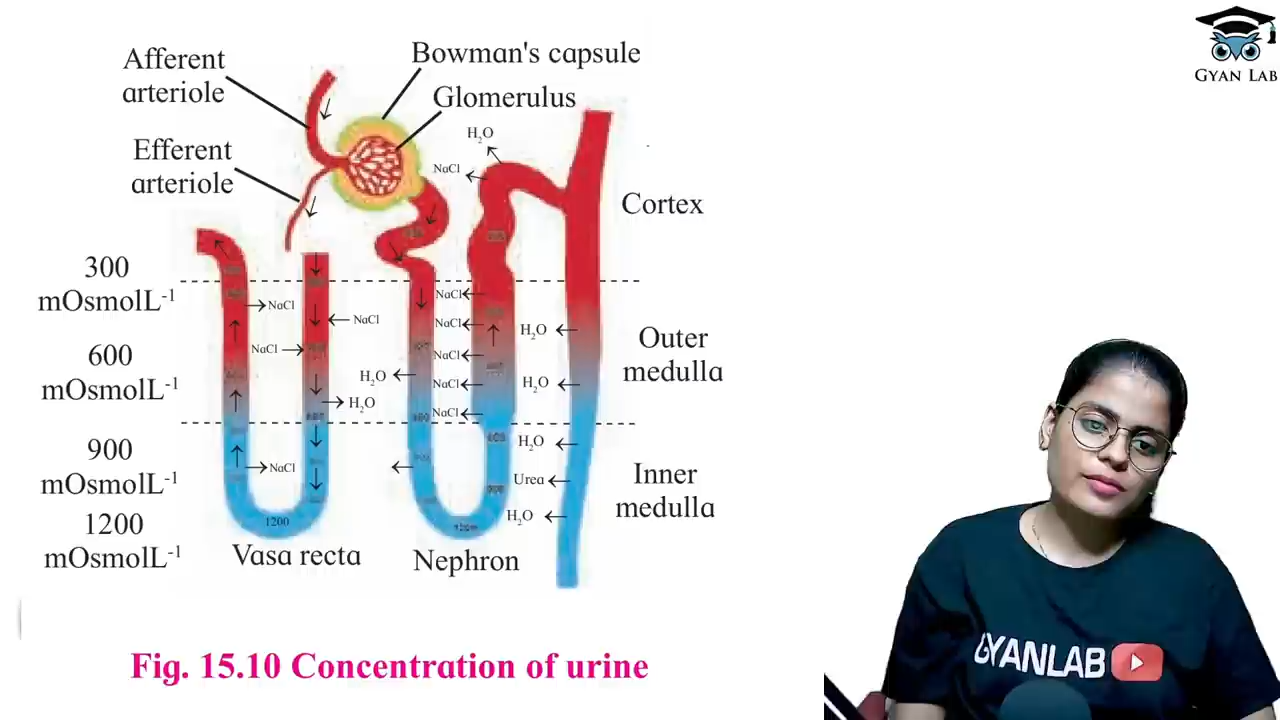 Afferent
arteriole
Bowman's capsule
Glomerulus
Efferent
arteriole
H₂O
NaCl
Cortex
300
mOsmolL⁻¹
600
mOsmolL⁻¹
900
mOsmolL⁻¹
1200
mOsmolL⁻¹
NaCl
NaCl
NaCl
H₂O
NaCl
1200
Vasa recta
NaCl
NaCl
NaCl
NaCl
NaCl
H₂O
Nephron
H₂O
H₂O
H₂O
Urea
H₂O
Outer
medulla
Inner
medulla
Fig. 15.10 Concentration of urine
GYAN LAB
GYANLAB